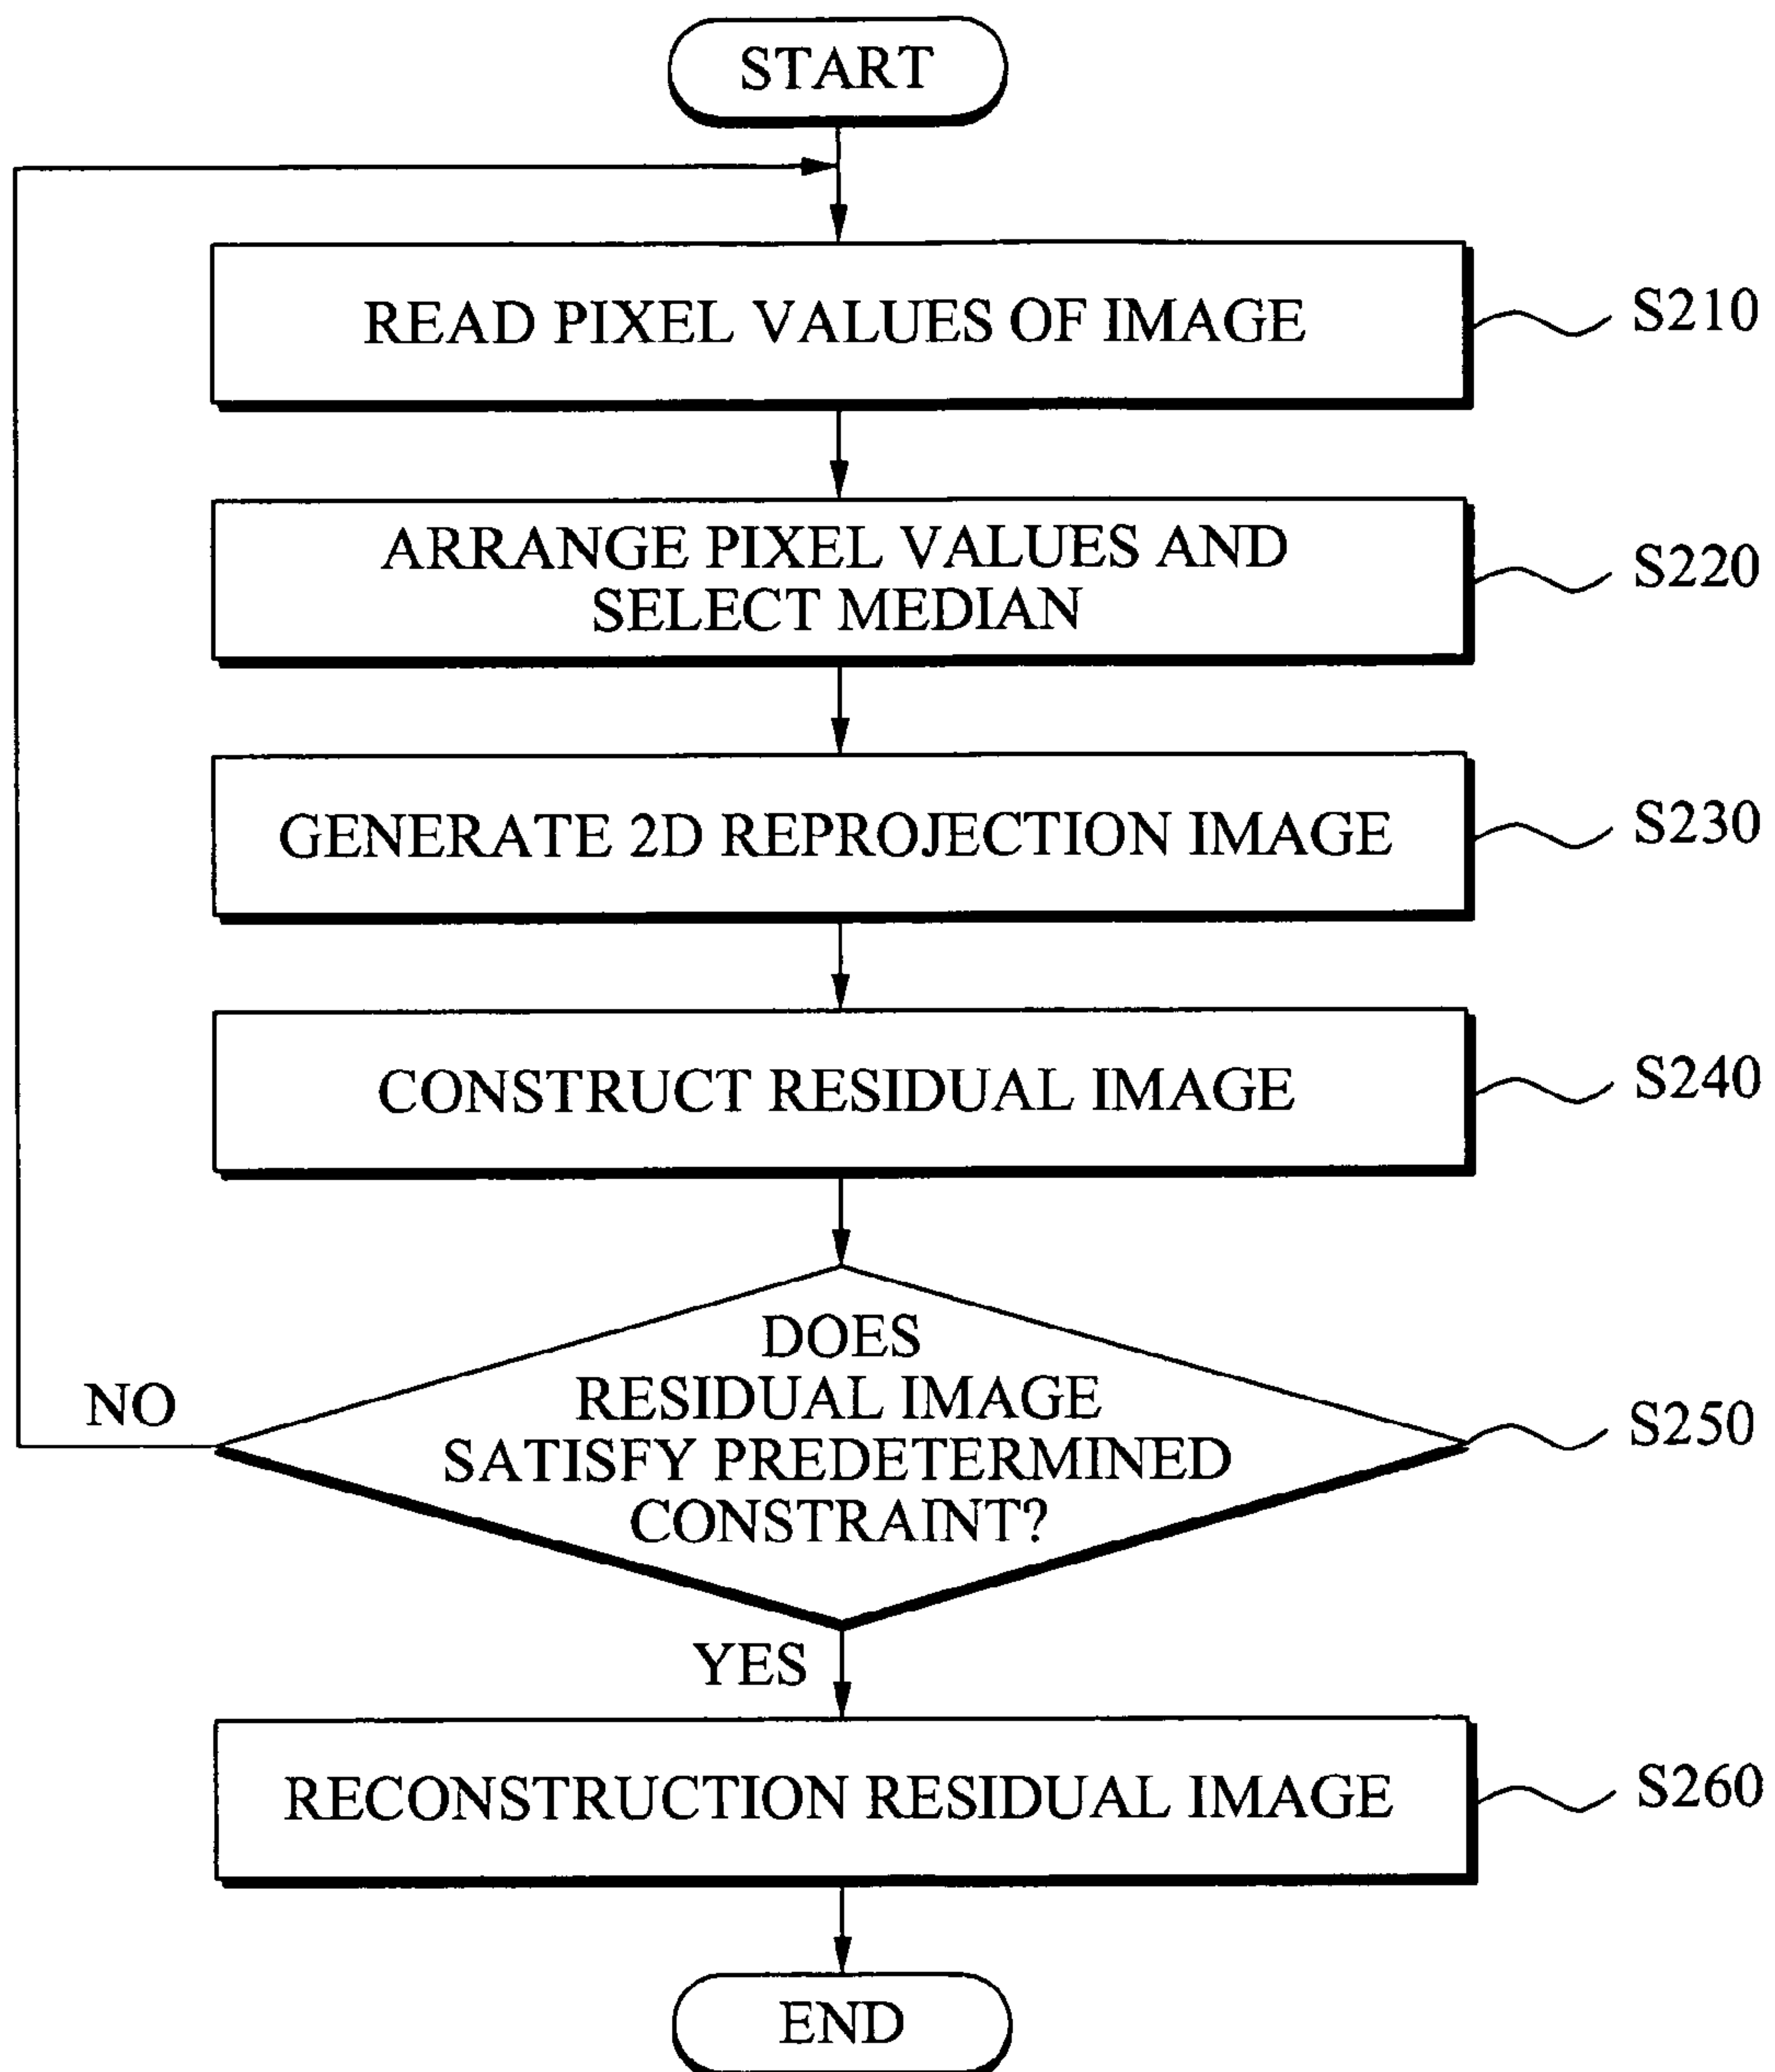 START
READ PIXEL VALUES OF IMAGE
S210
ARRANGE PIXEL VALUES AND
SELECT MEDIAN
S220
GENERATE 2D REPROJECTION IMAGE
S230
CONSTRUCT RESIDUAL IMAGE
S240
DOES
RESIDUAL IMAGE
SATISFY PREDETERMINED
CONSTRAINT?
S250
NO
YES
RECONSTRUCTION RESIDUAL IMAGE
S260
END